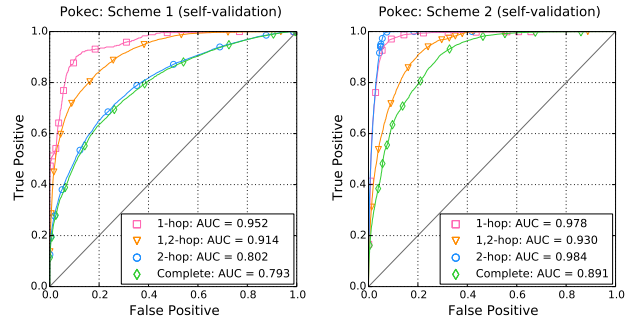 Pokec: Scheme 1 (self-validation)
1.0
0.8
0.6
0.4
0.2
0.0
True Positive
0.0 0.2 0.4 0.6 0.8 1.0
False Positive
1-hop: AUC = 0.952
1,2-hop: AUC = 0.914
2-hop: AUC = 0.802
Complete: AUC = 0.793
Pokec: Scheme 2 (self-validation)
1.0
0.8
0.6
0.4
0.2
0.0
True Positive
0.0 0.2 0.4 0.6 0.8 1.0
False Positive
1-hop: AUC = 0.978
1,2-hop: AUC = 0.930
2-hop: AUC = 0.984
Complete: AUC = 0.891